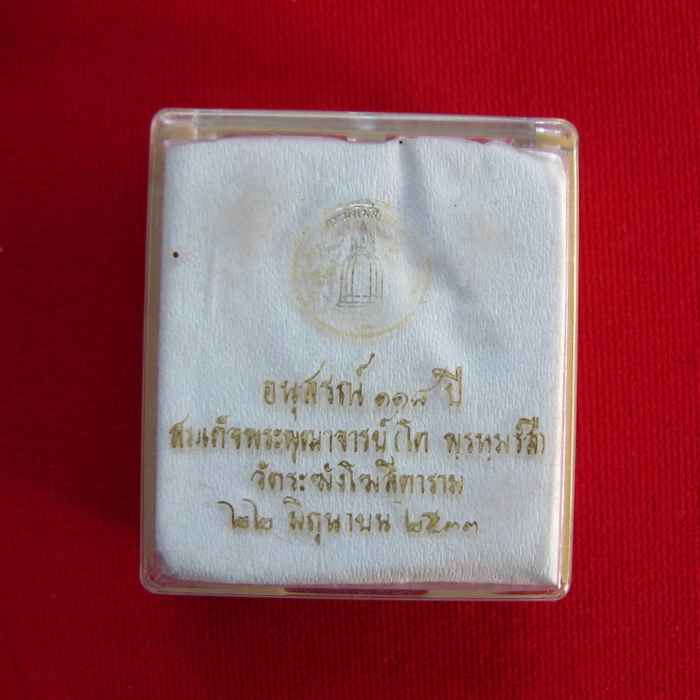 อนุสรณ์ ๑๑๘ ปี
สมเด็จพระพุฒาจารย์ (โต พฺรหฺมรํสี)
วัดระฆังโฆสิตาราม
๒๒ มิถุนายน ๒๕๓๓